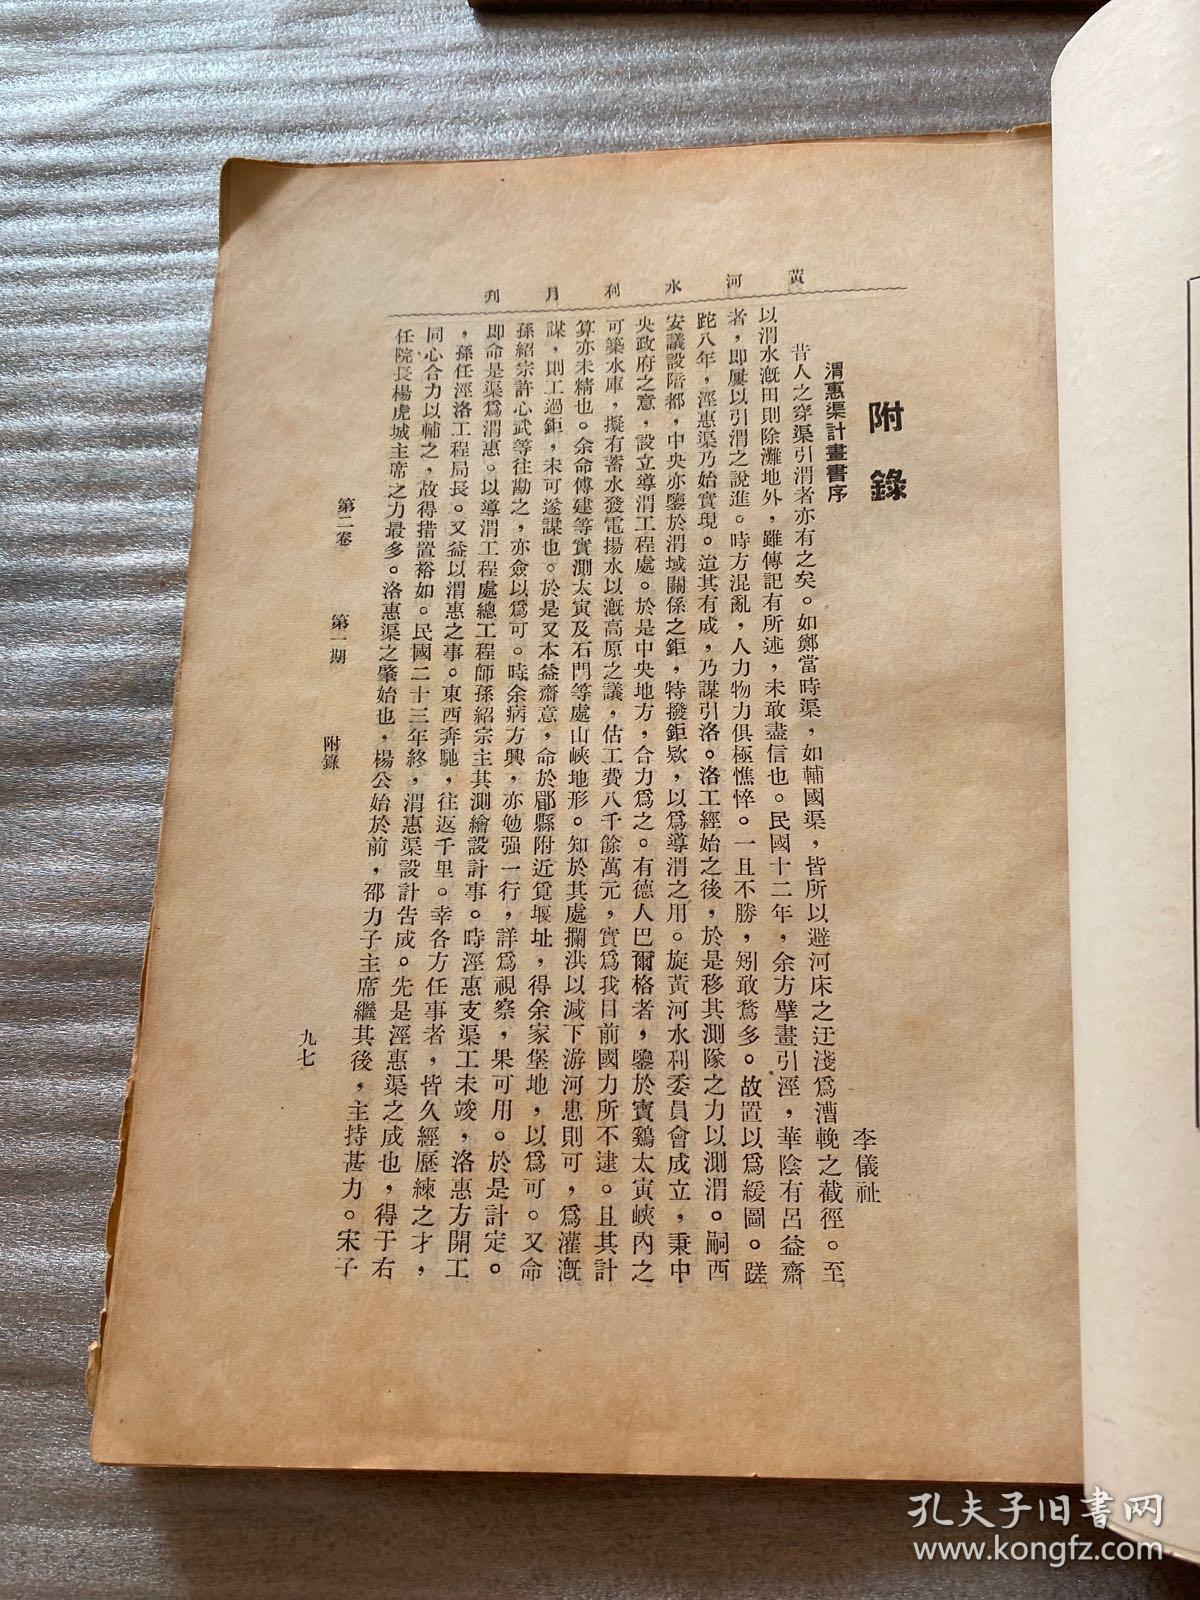 黃河水利月刊
附錄
渭惠渠計畫書序
李儀祉
昔人之穿渠引渭者亦有之矣。如鄭當時渠，如輔國渠，皆所以避河床之迂淺爲漕輓之截徑。至
以渭水漑田則除灘地外，雖傳記有所述，未敢盡信也。民國十二年，余方擘畫引涇，華陰有呂益齋
者，卽屢以引渭之說進。時方混亂，人力物力俱極憔悴。一且不勝，矧敢鶩多。故置以爲緩圖。蹉
跎八年，涇惠渠乃始實現。迨其有成，乃謀引洛。洛工經始之後，於是移其測隊之力以測渭。嗣西
安議設陪都，中央亦鑒於渭域關係之鉅，特撥鉅欵，以爲導渭之用。旋黃河水利委員會成立，秉中
央政府之意，設立導渭工程處。於是中央地方，合力爲之。有德人巴爾格者，鑒於寶鷄太寅峽內之
可築水庫，擬有蓄水發電揚水以漑高原之議，估工費八千餘萬元，實爲我目前國力所不逮。且其計
算亦未精也。余命傅建等實測太寅及石門等處山峽地形。知於其處攔洪以減下游河患則可，爲灌漑
謀，則工過鉅，未可遂謀也。於是又本益齋意，命於郿縣附近覓堰址，得余家堡地，以爲可。又命
孫紹宗許心武等往勘之，亦僉以爲可。時余病方興，亦勉强一行，詳爲視察，果可用。於是計定。
卽命是渠爲渭惠。以導渭工程處總工程師孫紹宗主其測繪設計事。時涇惠支渠工未竣，洛惠方開工
，孫任涇洛工程局長。又益以渭惠之事。東西奔馳，往返千里。幸各方任事者，皆久經歷練之才，
同心合力以輔之，故得措置裕如。民國二十三年終，渭惠渠設計告成。先是涇惠渠之成也，得于右
任院長楊虎城主席之力最多。洛惠渠之肇始也，楊公始於前，邵力子主席繼其後，主持甚力。宋子
第二卷　第一期　附錄　九七
孔夫子旧书网
www.kongfz.com